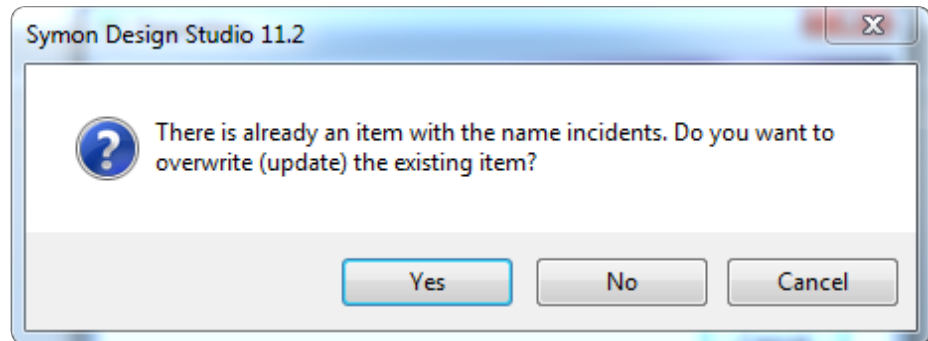 Symon Design Studio 11.2
There is already an item with the name incidents. Do you want to
overwrite (update) the existing item?
Yes No Cancel